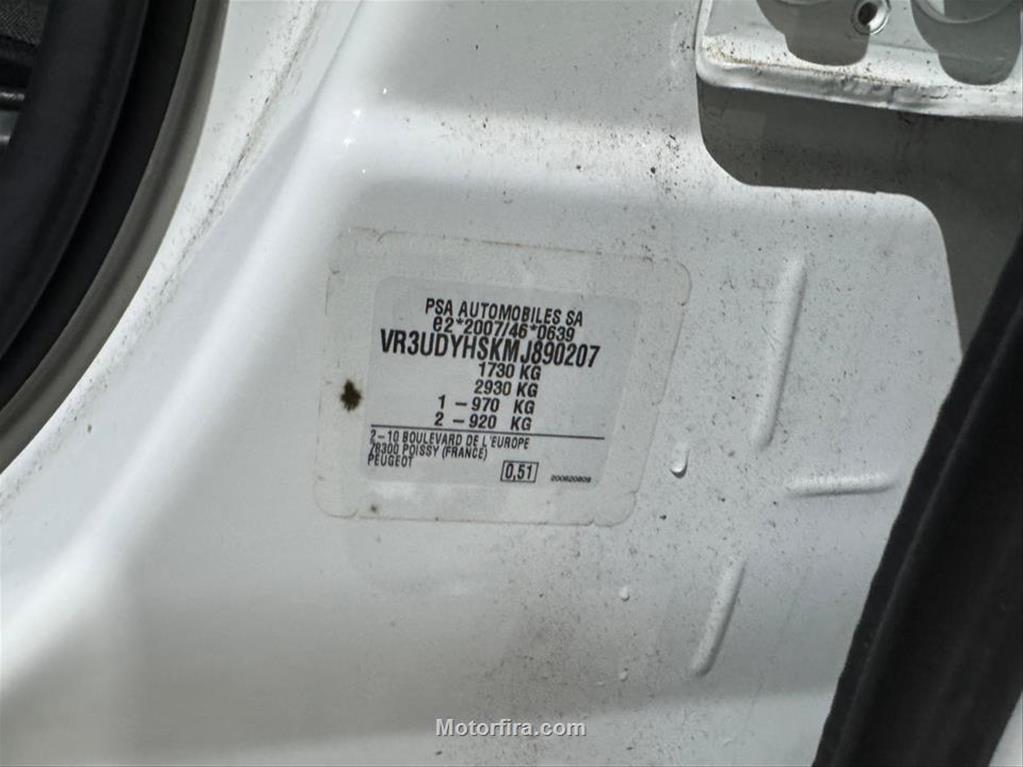 PSA AUTOMOBILES SA
e2*2007/46*0639
VR3UDYHSKMJ890207
1730 KG
2930 KG
1 – 970 KG
2 – 920 KG
2 – 10 BOULEVARD DE L'EUROPE
78300 POISSY (FRANCE)
PEUGEOT
0,51
200820809
Motorfira.com